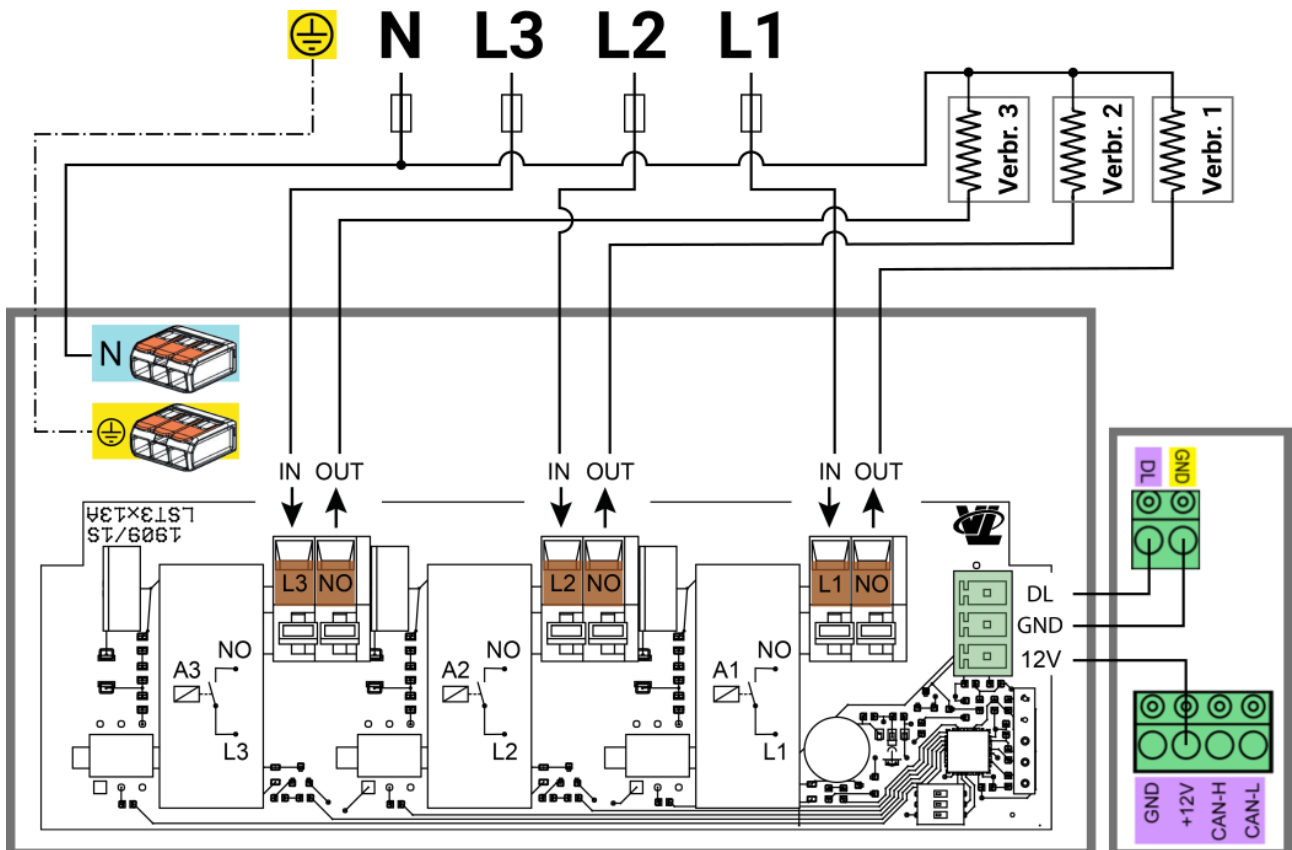 N L3 L2 L1
Verbr. 3
Verbr. 2
Verbr. 1
N
IN OUT IN OUT IN OUT
1909/1S
LST3x13A
L3 NO L2 NO L1 NO
DL GND
DL
GND
12V
A3 NO L3
A2 NO L2
A1 NO L1
GND
+12V
CAN-H
CAN-L